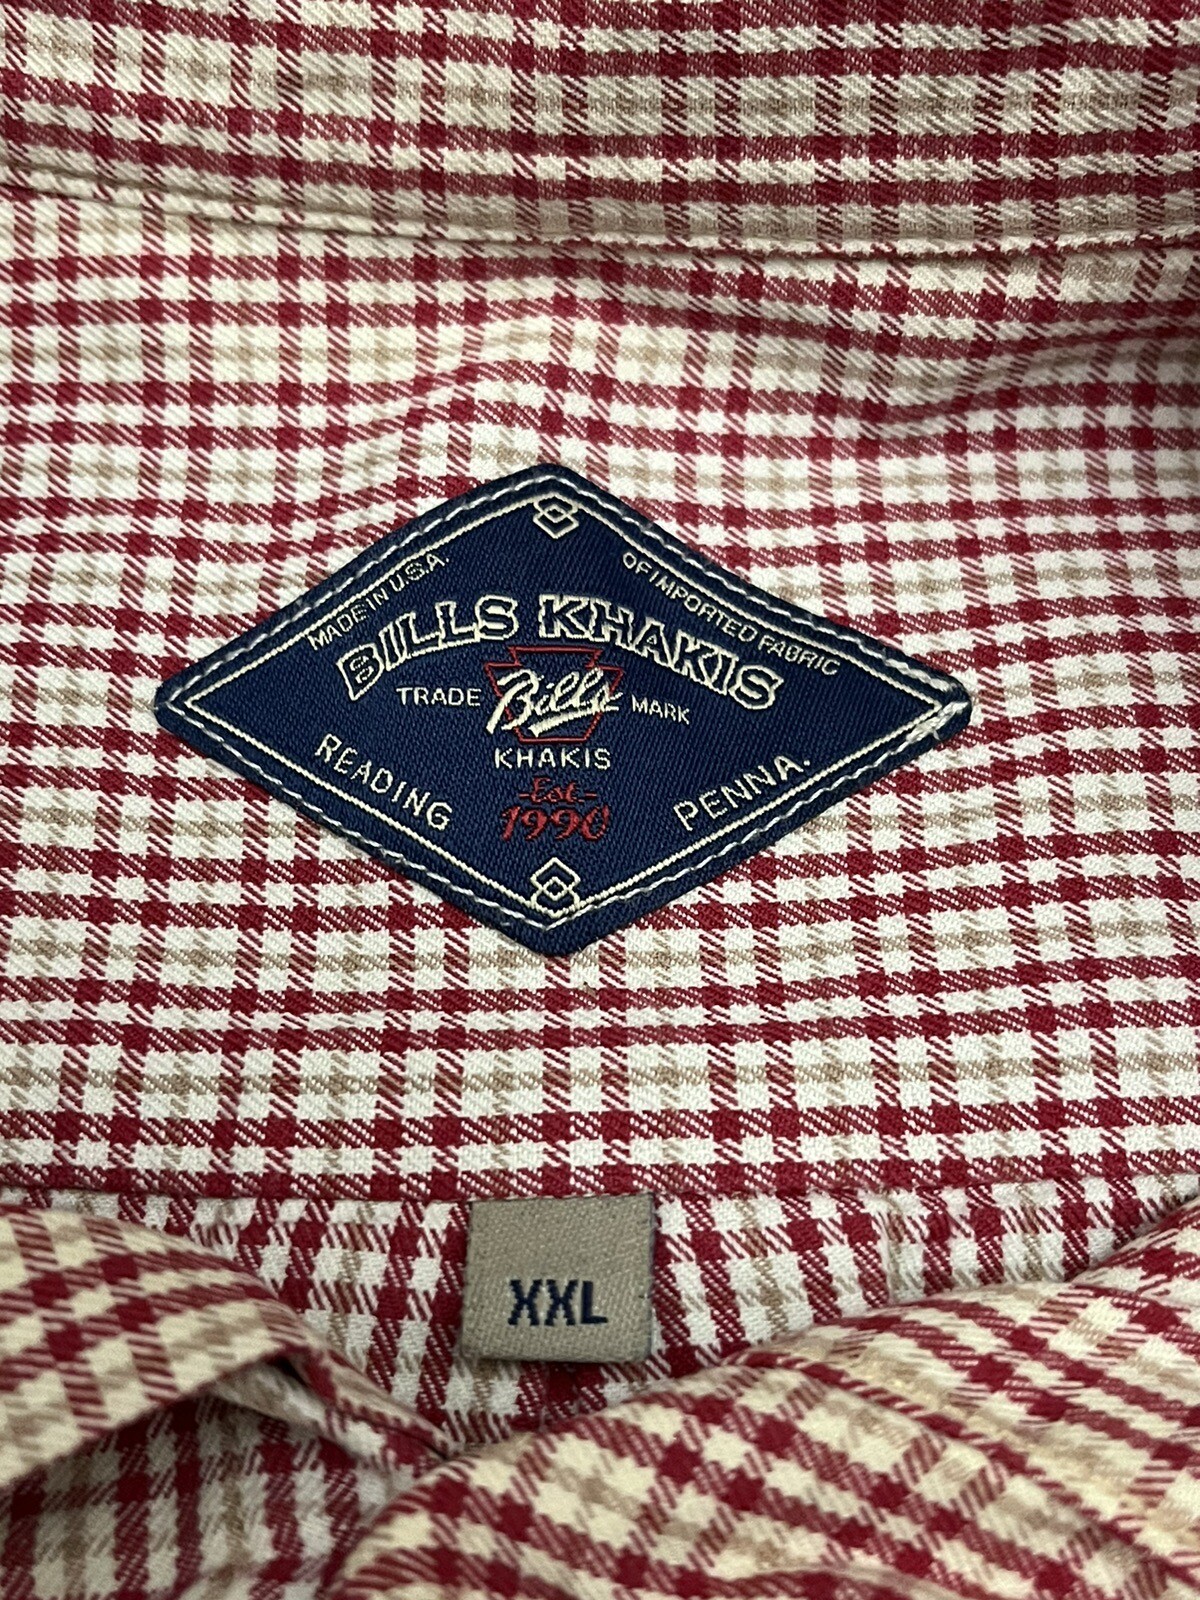 MADE IN U.S.A.
OF IMPORTED FABRIC
BILLS KHAKIS
TRADE Bills MARK
KHAKIS
-Est-
1990
READING PENNA.
XXL